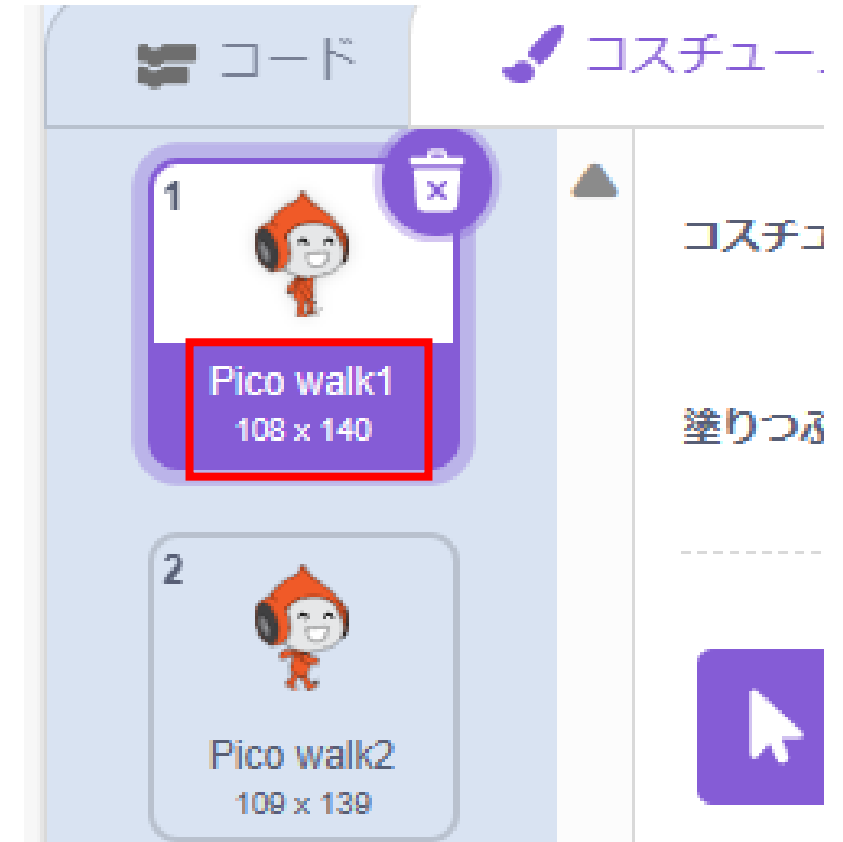 コード
コスチューム
1
Pico walk1
108 x 140
2
Pico walk2
109 x 139
コスチュ
塗りつぶ